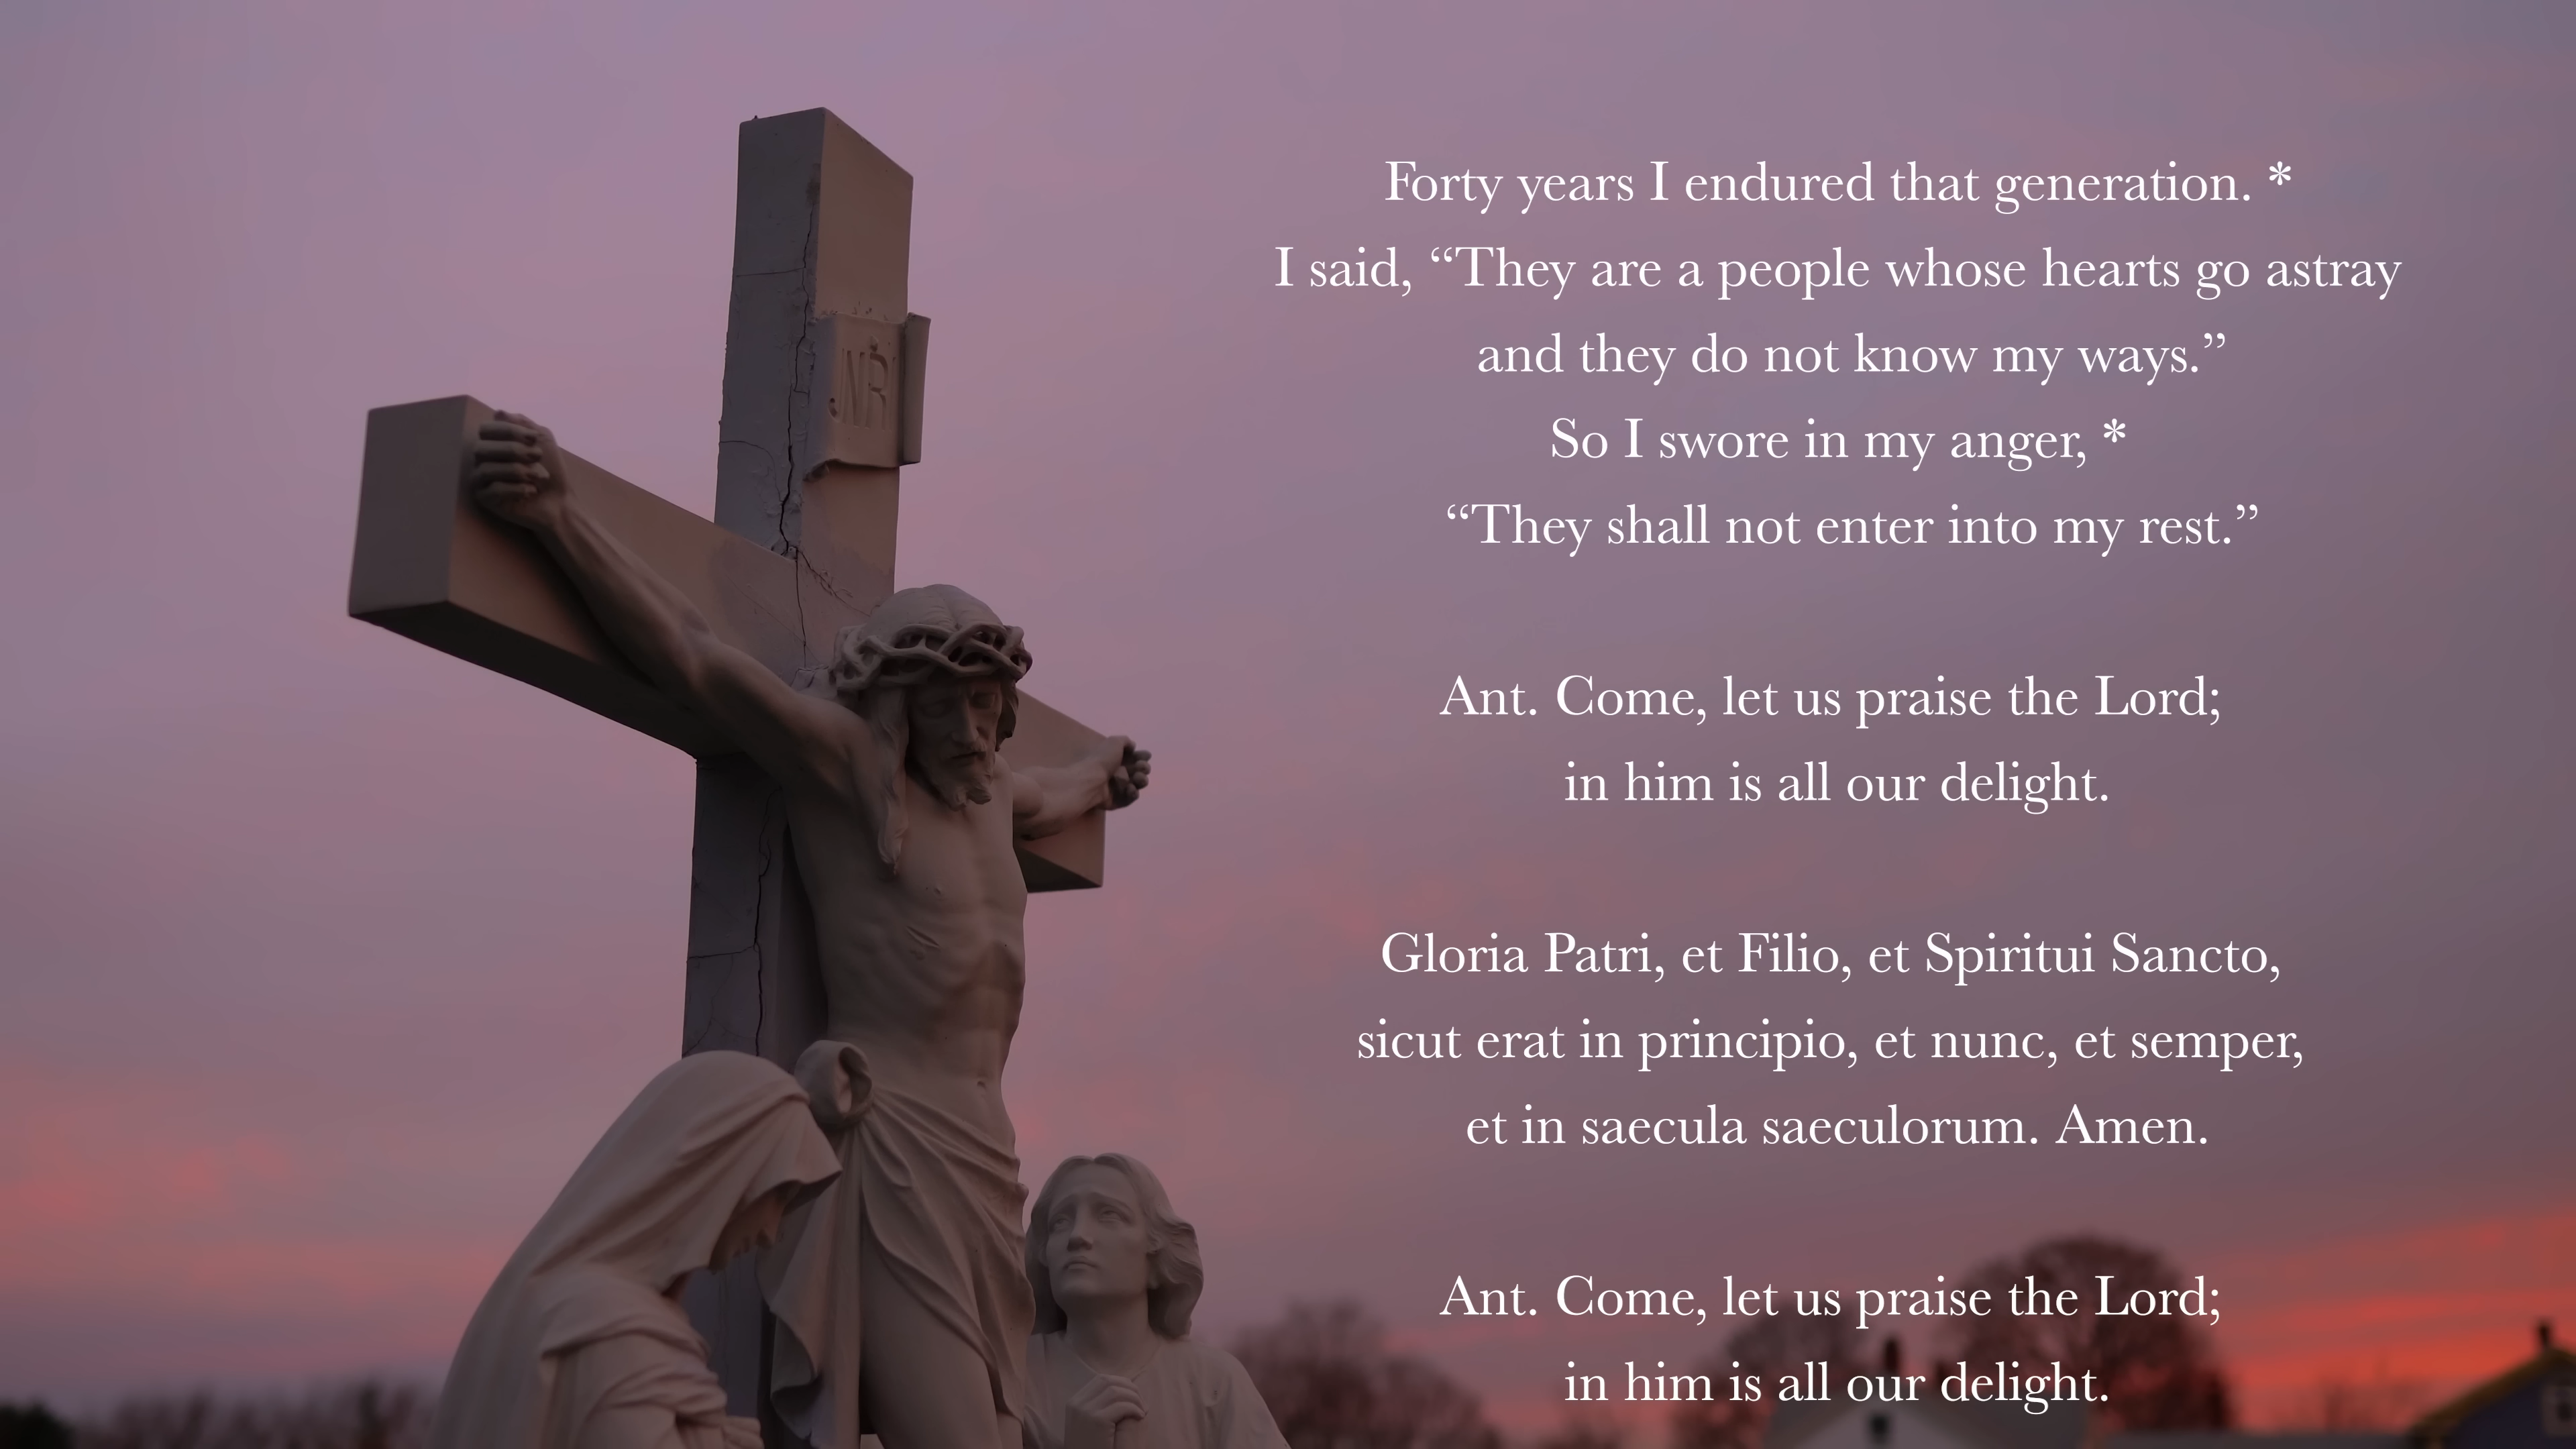 JNRI
Forty years I endured that generation. *
I said, “They are a people whose hearts go astray
and they do not know my ways.”
So I swore in my anger, *
“They shall not enter into my rest.”
Ant. Come, let us praise the Lord;
in him is all our delight.
Gloria Patri, et Filio, et Spiritui Sancto,
sicut erat in principio, et nunc, et semper,
et in saecula saeculorum. Amen.
Ant. Come, let us praise the Lord;
in him is all our delight.